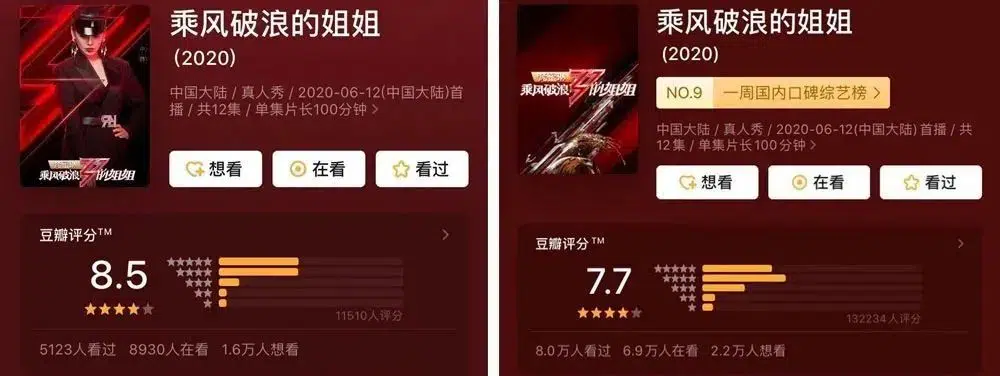 乘风破浪的姐姐
(2020)
中国大陆 / 真人秀 / 2020-06-12(中国大陆)首
播 / 共12集 / 单集片长100分钟 >
想看
在看
看过
乘风破浪 的姐姐
豆瓣评分TM
8.5
11510人评分
5123人看过 8930人在看 1.6万人想看
乘风破浪的姐姐
(2020)
NO.9 一周国内口碑综艺榜 >
中国大陆 / 真人秀 / 2020-06-12(中国大陆) 首播 / 共
12集 / 单集片长100分钟 >
想看
在看
看过
乘风破浪 的姐姐
豆瓣评分TM
7.7
132234人评分
8.0万人看过 6.9万人在看 2.2万人想看